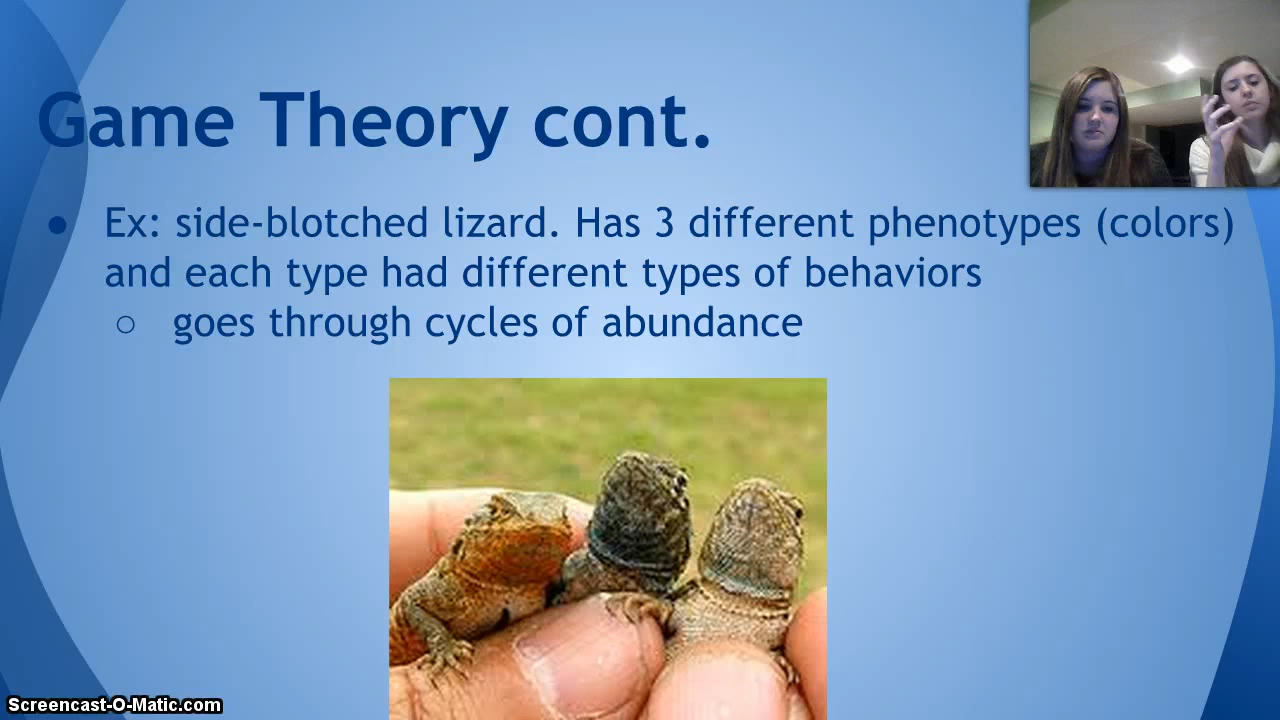 Game Theory cont.
● Ex: side-blotched lizard. Has 3 different phenotypes (colors)
and each type had different types of behaviors
○ goes through cycles of abundance
Screencast-O-Matic.com